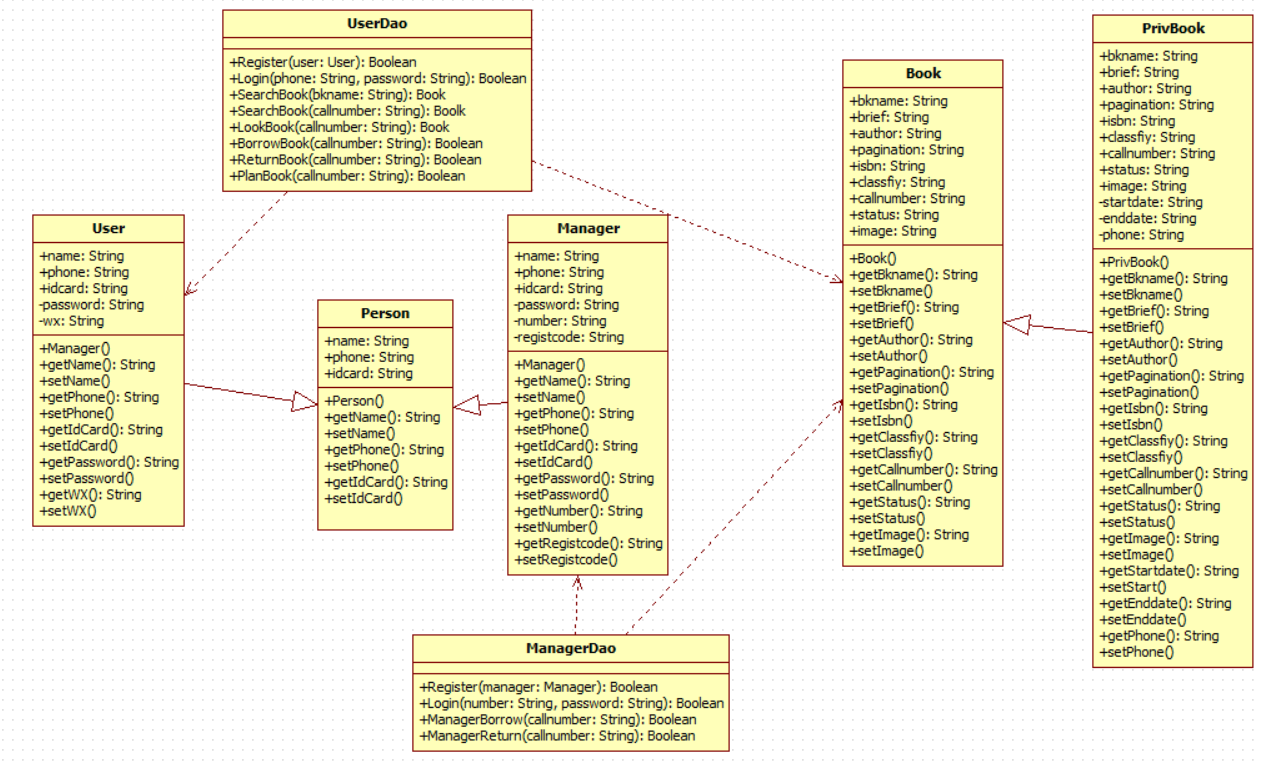 UserDao
+Register(user: User): Boolean
+Login(phone: String, password: String): Boolean
+SearchBook(bkname: String): Book
+SearchBook(callnumber: String): Boolk
+LookBook(callnumber: String): Book
+BorrowBook(callnumber: String): Boolean
+ReturnBook(callnumber: String): Boolean
+PlanBook(callnumber: String): Boolean
User
+name: String
+phone: String
+idcard: String
-password: String
-wx: String
+Manager()
+getName(): String
+setName()
+getPhone(): String
+setPhone()
+getIdCard(): String
+setIdCard()
+getPassword(): String
+setPassword()
+getWX(): String
+setWX()
Person
+name: String
+phone: String
+idcard: String
+Person()
+getName(): String
+setName()
+getPhone(): String
+setPhone()
+getIdCard(): String
+setIdCard()
Manager
+name: String
+phone: String
+idcard: String
-password: String
-number: String
-registcode: String
+Manager()
+getName(): String
+setName()
+getPhone(): String
+setPhone()
+getIdCard(): String
+setIdCard()
+getPassword(): String
+setPassword()
+getNumber(): String
+setNumber()
+getRegistcode(): String
+setRegistcode()
ManagerDao
+Register(manager: Manager): Boolean
+Login(number: String, password: String): Boolean
+ManagerBorrow(callnumber: String): Boolean
+ManagerReturn(callnumber: String): Boolean
Book
+bkname: String
+brief: String
+author: String
+pagination: String
+isbn: String
+classfiy: String
+callnumber: String
+status: String
+image: String
+Book()
+getBkname(): String
+setBkname()
+getBrief(): String
+setBrief()
+getAuthor(): String
+setAuthor()
+getPagination(): String
+setPagination()
+getIsbn(): String
+setIsbn()
+getClassfiy(): String
+setClassfiy()
+getCallnumber(): String
+setCallnumber()
+getStatus(): String
+setStatus()
+getImage(): String
+setImage()
PrivBook
+bkname: String
+brief: String
+author: String
+pagination: String
+isbn: String
+classfiy: String
+callnumber: String
+status: String
+image: String
-startdate: String
-enddate: String
-phone: String
+PrivBook()
+getBkname(): String
+setBkname()
+getBrief(): String
+setBrief()
+getAuthor(): String
+setAuthor()
+getPagination(): String
+setPagination()
+getIsbn(): String
+setIsbn()
+getClassfiy(): String
+setClassfiy()
+getCallnumber(): String
+setCallnumber()
+getStatus(): String
+setStatus()
+getImage(): String
+setImage()
+getStartdate(): String
+setStart()
+getEnddate(): String
+setEnddate()
+getPhone(): String
+setPhone()